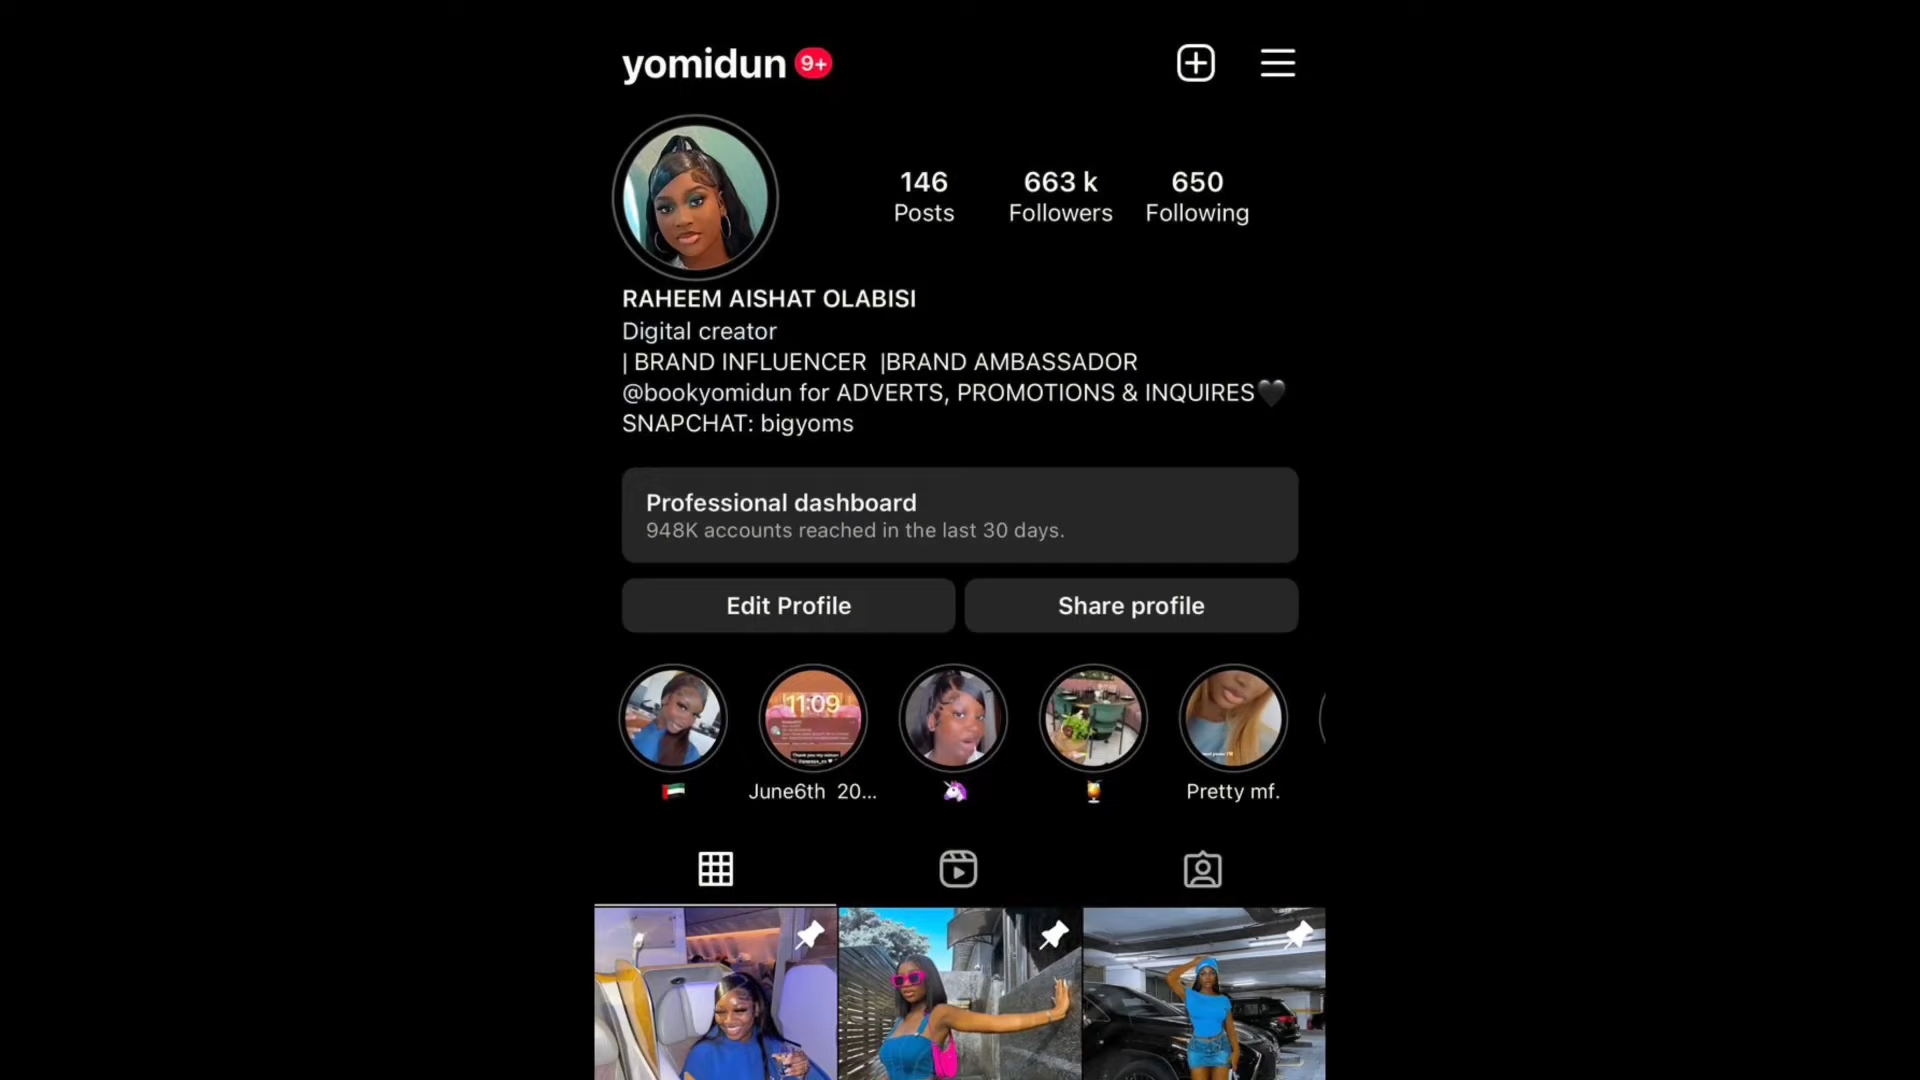 yomidun 9+
146 663 k 650
Posts Followers Following
RAHEEM AISHAT OLABISI
Digital creator
| BRAND INFLUENCER |BRAND AMBASSADOR
@bookyomidun for ADVERTS, PROMOTIONS & INQUIRES🖤
SNAPCHAT: bigyoms
Professional dashboard
948K accounts reached in the last 30 days.
Edit Profile Share profile
11:09
🇦🇪 June6th 20... 🦄 🍹 Pretty mf.